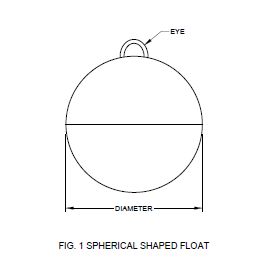 EYE
DIAMETER
FIG. 1 SPHERICAL SHAPED FLOAT